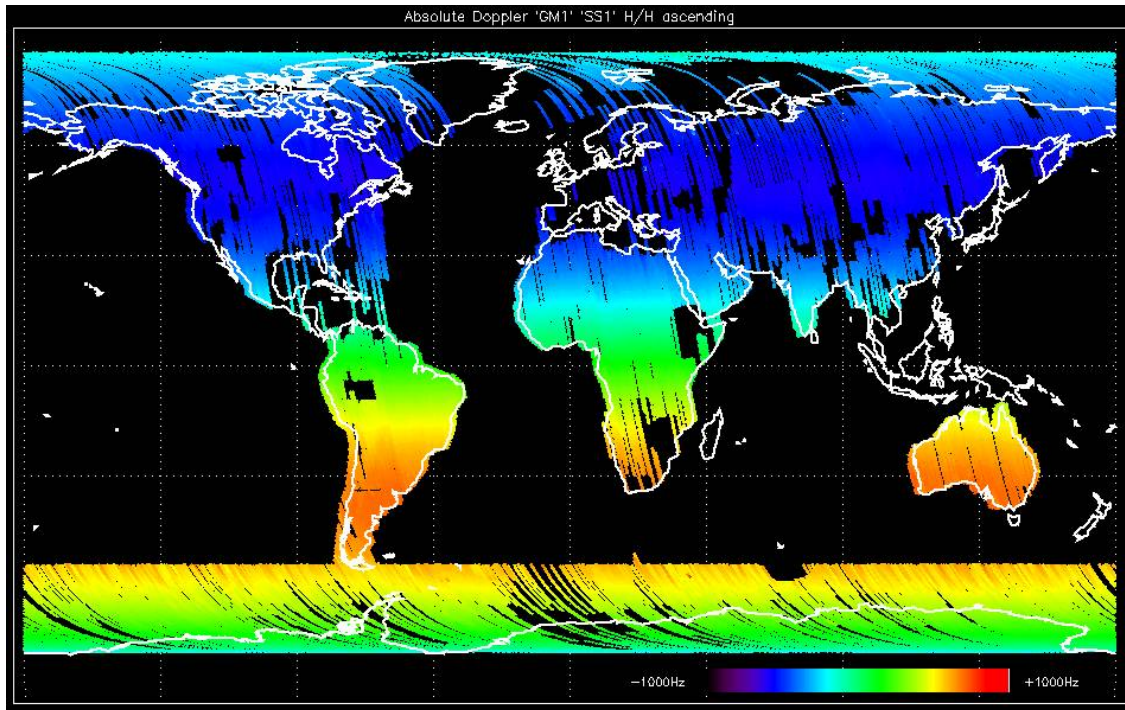 Absolute Doppler 'GM1' 'SS1' H/H ascending
−1000Hz +1000Hz